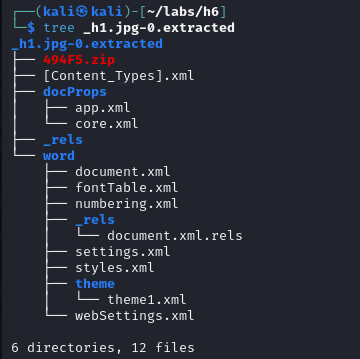 ┌──(kali㉿kali)-[~/labs/h6]
└─$ tree _h1.jpg-0.extracted
_h1.jpg-0.extracted
├── 494F5.zip
├── [Content_Types].xml
├── docProps
│   ├── app.xml
│   └── core.xml
├── _rels
└── word
    ├── document.xml
    ├── fontTable.xml
    ├── numbering.xml
    ├── _rels
    │   └── document.xml.rels
    ├── settings.xml
    ├── styles.xml
    ├── theme
    │   └── theme1.xml
    └── webSettings.xml
6 directories, 12 files